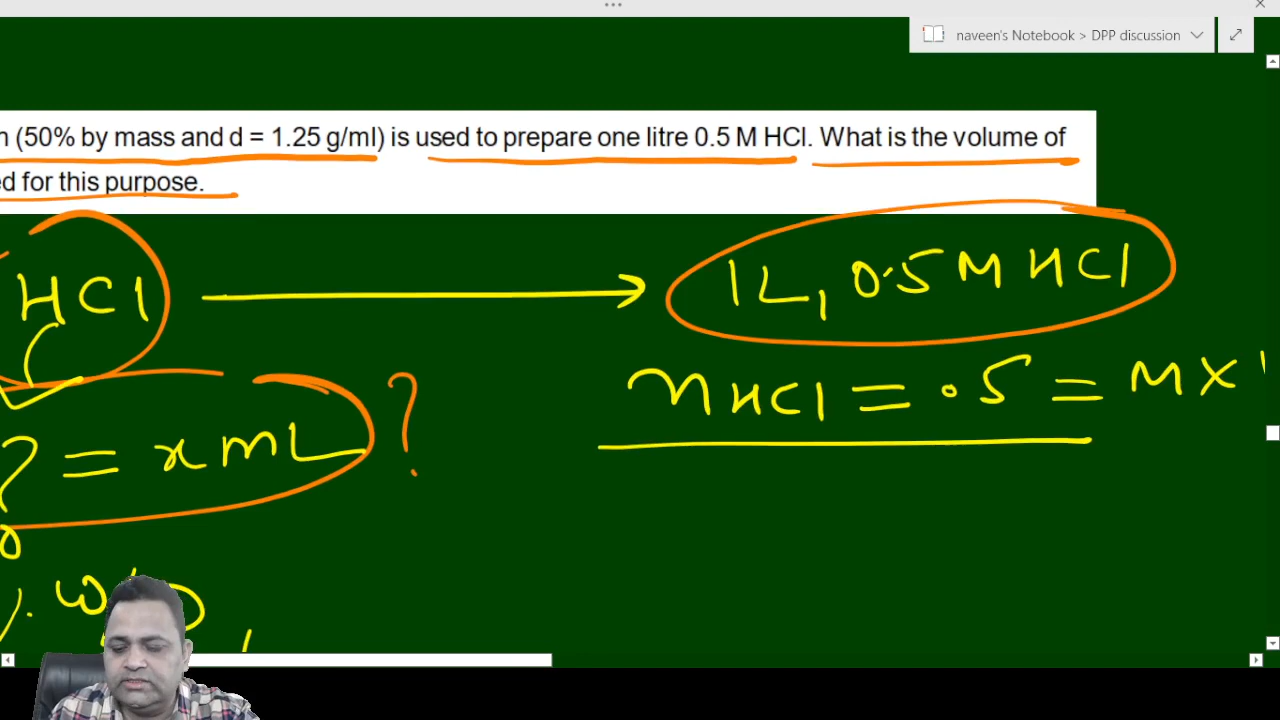 naveen's Notebook > DPP discussion
n (50% by mass and d = 1.25 g/ml) is used to prepare one litre 0.5 M HCl. What is the volume of
ed for this purpose.
HCl
1L, 0.5M HCl
nHCl = .5 = M×
? = x mL ?